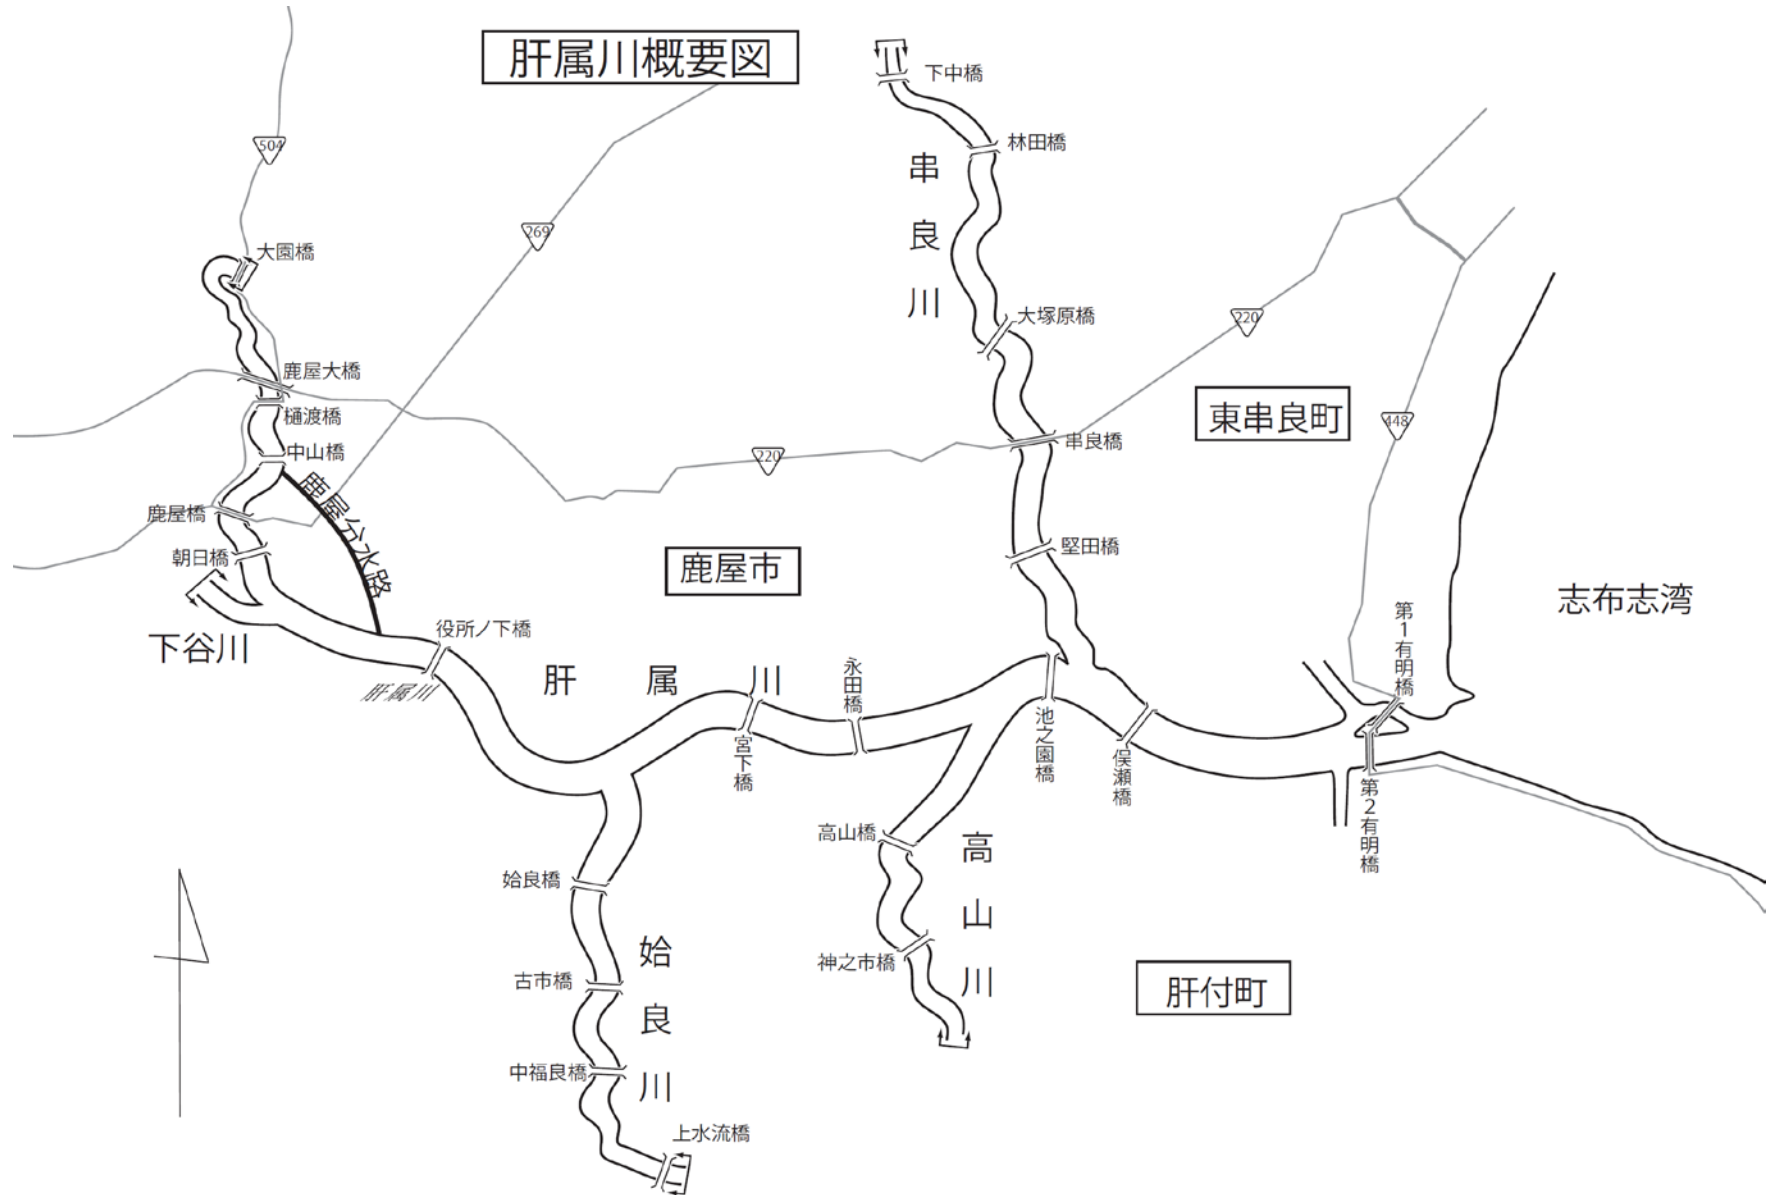 肝属川概要図
下中橋
504
林田橋
串良川
269
大園橋
大塚原橋
220
鹿屋大橋
樋渡橋
東串良町
448
串良橋
中山橋
220
鹿屋分水路
鹿屋橋
朝日橋
堅田橋
鹿屋市
志布志湾
第1有明橋
下谷川
役所ノ下橋
肝属川
肝属川
永田橋
宮下橋
池之園橋
俣瀬橋
第2有明橋
高山橋
高山川
姶良橋
姶良川
神之市橋
古市橋
肝付町
中福良橋
上水流橋